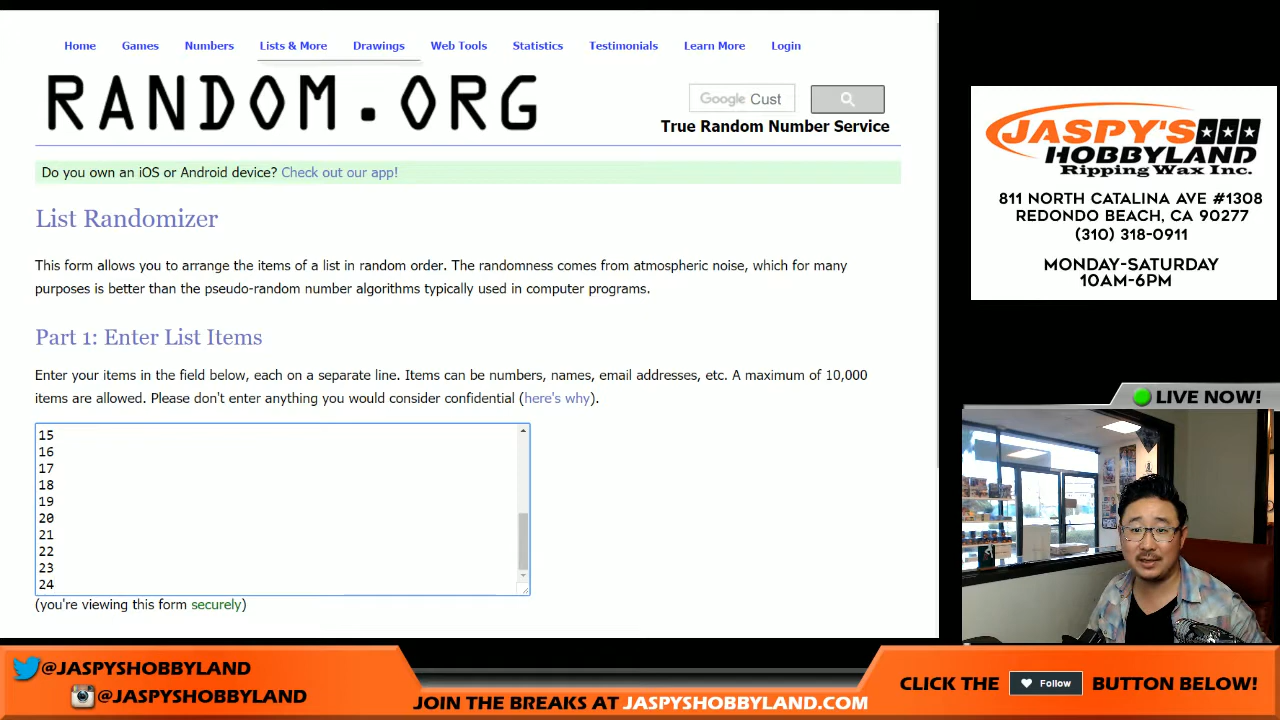 Home Games Numbers Lists & More Drawings Web Tools Statistics Testimonials Learn More Login
RANDOM.ORG
Google Cust
True Random Number Service
Do you own an iOS or Android device? Check out our app!
List Randomizer
This form allows you to arrange the items of a list in random order. The randomness comes from atmospheric noise, which for many
purposes is better than the pseudo-random number algorithms typically used in computer programs.
Part 1: Enter List Items
Enter your items in the field below, each on a separate line. Items can be numbers, names, email addresses, etc. A maximum of 10,000
items are allowed. Please don't enter anything you would consider confidential (here's why).
15
16
17
18
19
20
21
22
23
24
(you're viewing this form securely)
JASPY'S
HOBBYLAND
Ripping Wax Inc.
811 NORTH CATALINA AVE #1308
REDONDO BEACH, CA 90277
(310) 318-0911
MONDAY-SATURDAY
10AM-6PM
LIVE NOW!
@JASPYSHOBBYLAND
@JASPYSHOBBYLAND
JOIN THE BREAKS AT JASPYSHOBBYLAND.COM
CLICK THE Follow BUTTON BELOW!